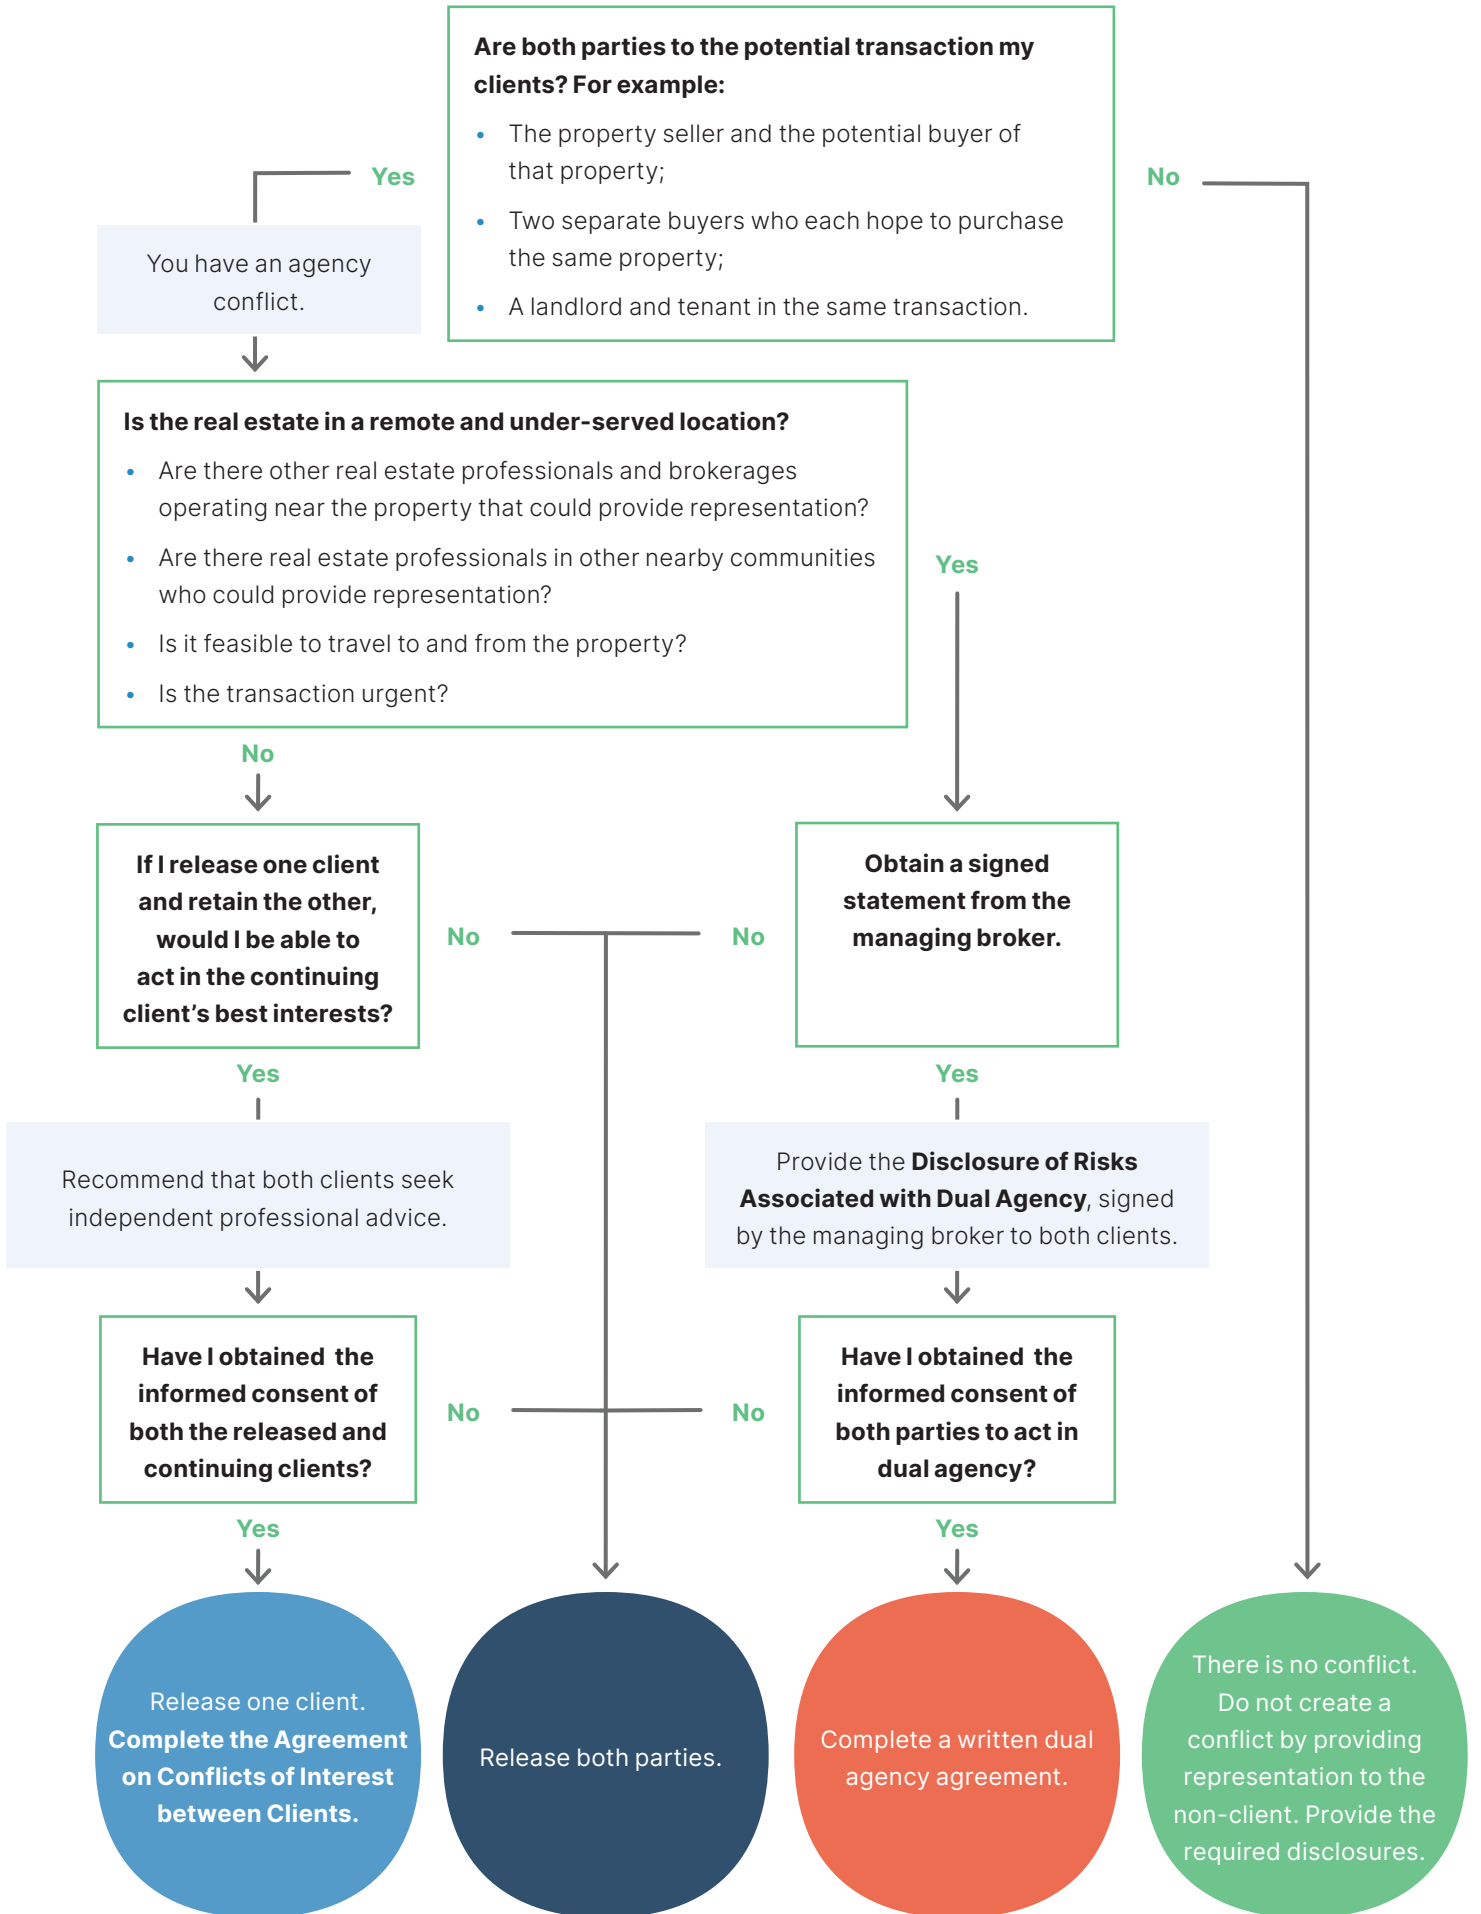 Are both parties to the potential transaction my
clients? For example:
• The property seller and the potential buyer of
that property;
• Two separate buyers who each hope to purchase
the same property;
• A landlord and tenant in the same transaction.
Yes
No
You have an agency
conflict.
Is the real estate in a remote and under-served location?
• Are there other real estate professionals and brokerages
operating near the property that could provide representation?
• Are there real estate professionals in other nearby communities
who could provide representation?
• Is it feasible to travel to and from the property?
• Is the transaction urgent?
Yes
No
If I release one client
and retain the other,
would I be able to
act in the continuing
client's best interests?
No
No
Obtain a signed
statement from the
managing broker.
Yes
Yes
Recommend that both clients seek
independent professional advice.
Provide the Disclosure of Risks
Associated with Dual Agency, signed
by the managing broker to both clients.
Have I obtained the
informed consent of
both the released and
continuing clients?
No
No
Have I obtained the
informed consent of
both parties to act in
dual agency?
Yes
Yes
Release one client.
Complete the Agreement
on Conflicts of Interest
between Clients.
Release both parties.
Complete a written dual
agency agreement.
There is no conflict.
Do not create a
conflict by providing
representation to the
non-client. Provide the
required disclosures.